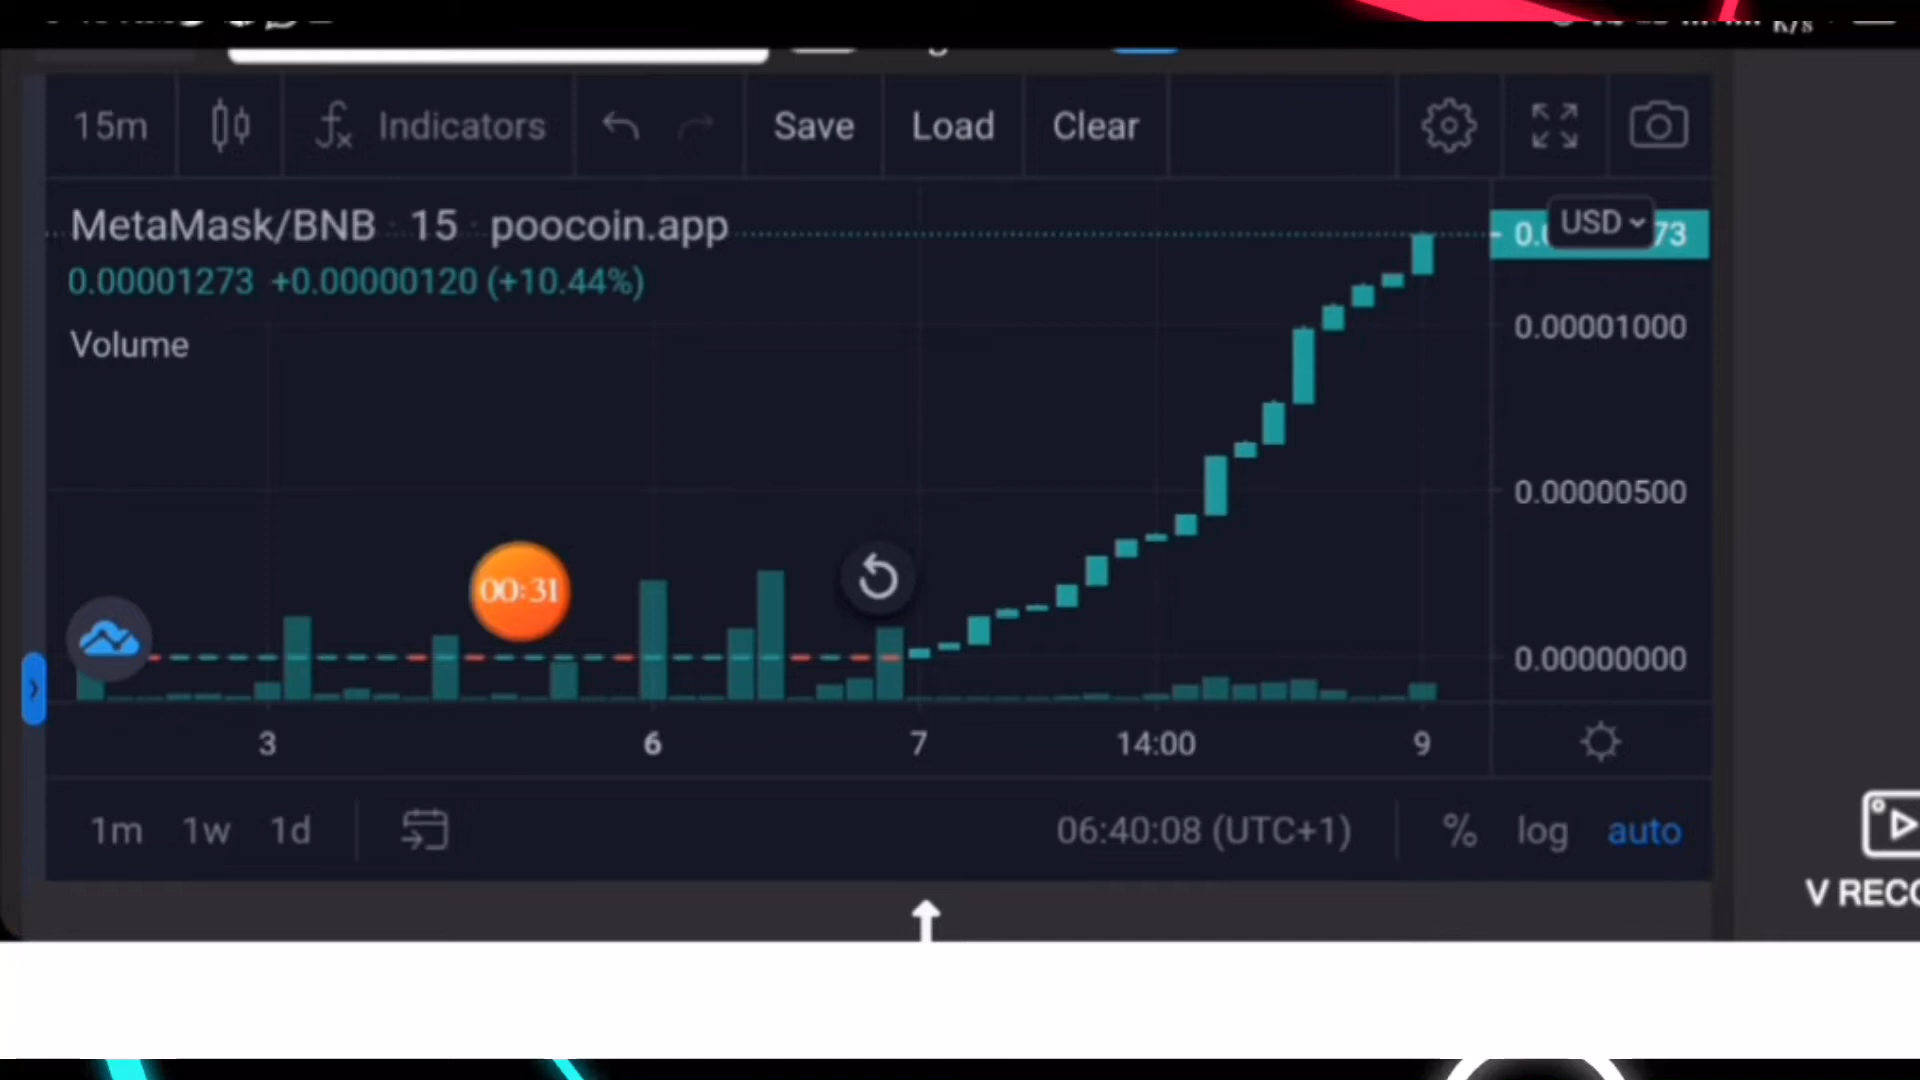 K/s
15m Indicators Save Load Clear
MetaMask/BNB · 15 · poocoin.app
USD
0.00001273 +0.00000120 (+10.44%)
Volume
0.00001000
0.00000500
0.00000000
00:31
3 6 7 14:00 9
1m 1w 1d 06:40:08 (UTC+1) % log auto
V RECO